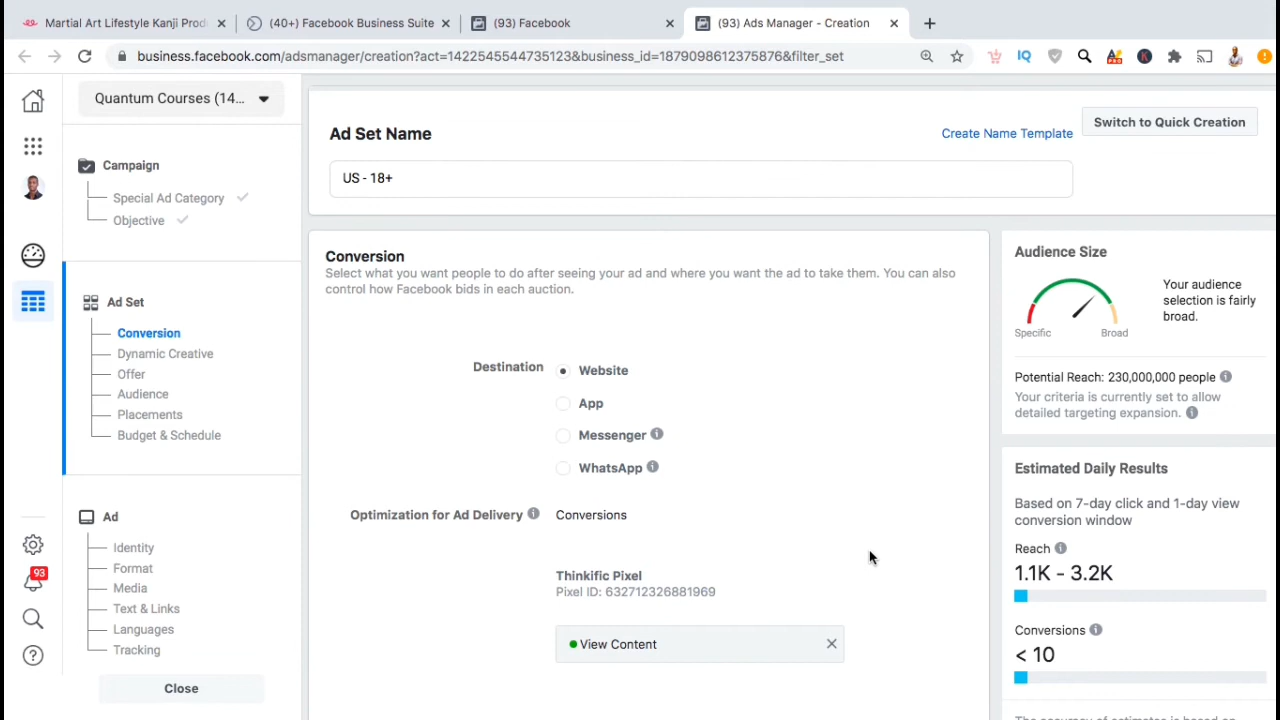 Martial Art Lifestyle Kanji Prod
(40+) Facebook Business Suite
(93) Facebook
(93) Ads Manager - Creation
business.facebook.com/adsmanager/creation?act=1422545544735123&business_id=1879098612375876&filter_set
IQ
K
Quantum Courses (14...
Campaign
Special Ad Category
Objective
Ad Set
Conversion
Dynamic Creative
Offer
Audience
Placements
Budget & Schedule
Ad
Identity
Format
Media
Text & Links
Languages
Tracking
93
Close
Ad Set Name
Create Name Template
Switch to Quick Creation
US - 18+
Conversion
Select what you want people to do after seeing your ad and where you want the ad to take them. You can also
control how Facebook bids in each auction.
Destination
Website
App
Messenger
WhatsApp
Optimization for Ad Delivery
Conversions
Thinkific Pixel
Pixel ID: 632712326881969
View Content
Audience Size
Specific
Broad
Your audience
selection is fairly
broad.
Potential Reach: 230,000,000 people
Your criteria is currently set to allow
detailed targeting expansion.
Estimated Daily Results
Based on 7-day click and 1-day view
conversion window
Reach
1.1K - 3.2K
Conversions
< 10